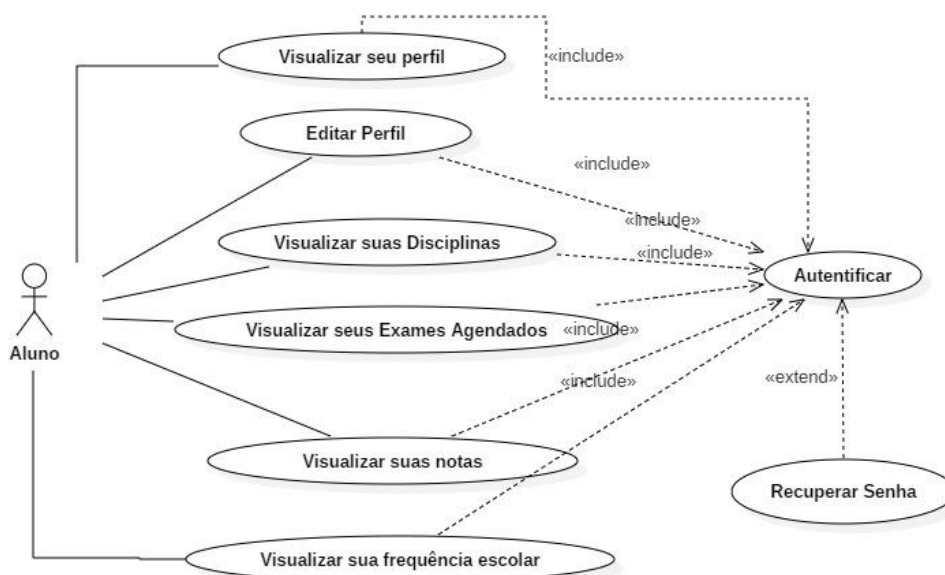 Visualizar seu perfil
«include»
Editar Perfil
«include»
«include»
Visualizar suas Disciplinas
«include»
Autentificar
Visualizar seus Exames Agendados
«include»
Aluno
«include»
«extend»
Visualizar suas notas
Recuperar Senha
Visualizar sua frequência escolar